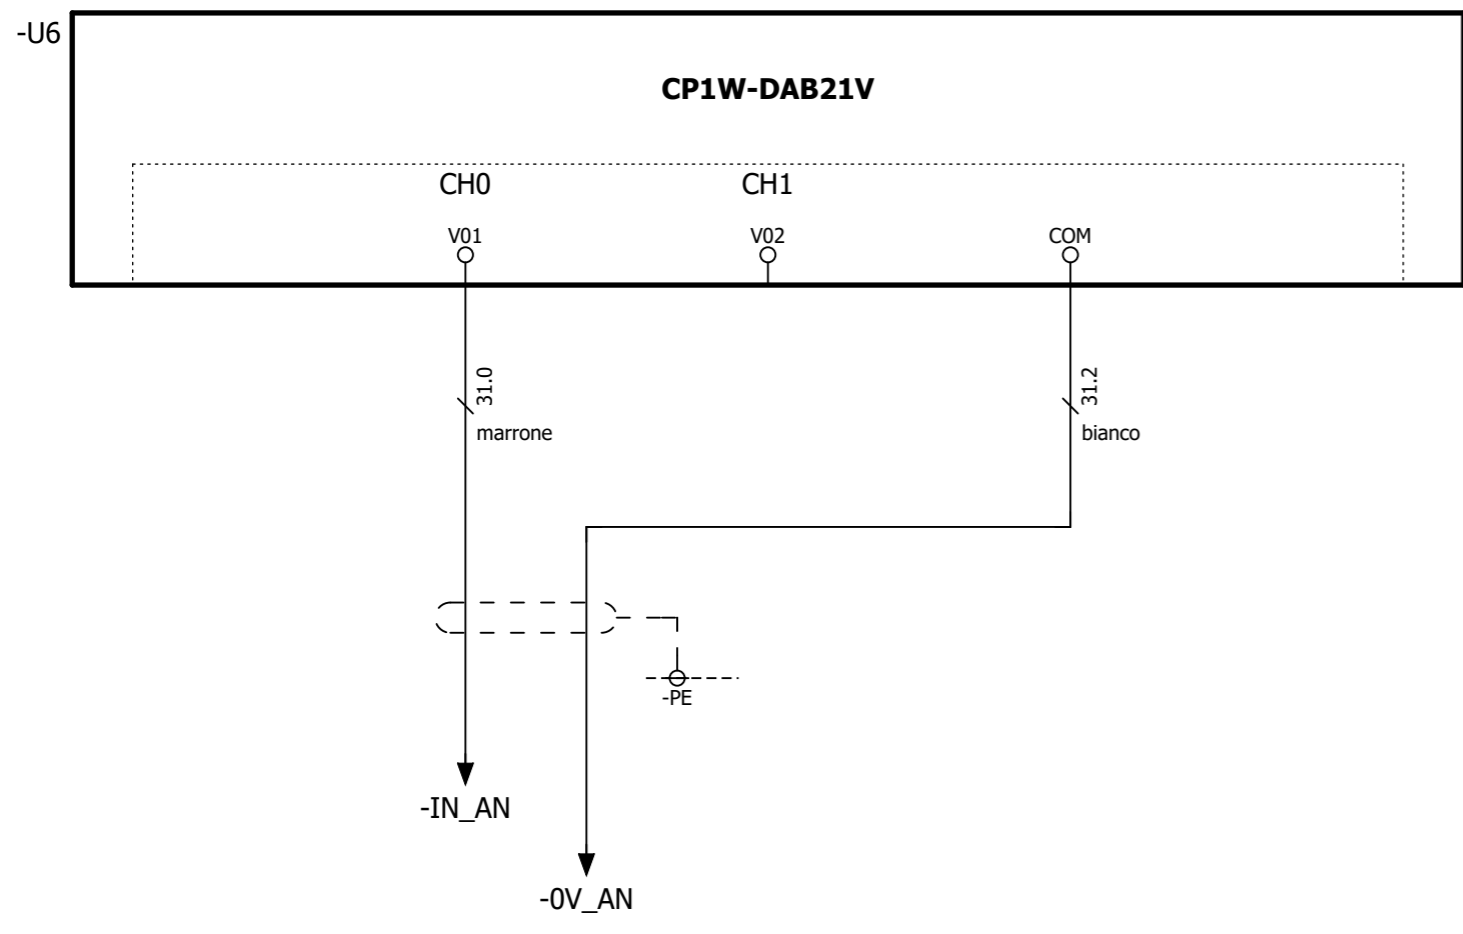 -U6
CP1W-DAB21V
CH0
CH1
V01
V02
COM
31.0
marrone
31.2
bianco
-PE
-IN_AN
-0V_AN